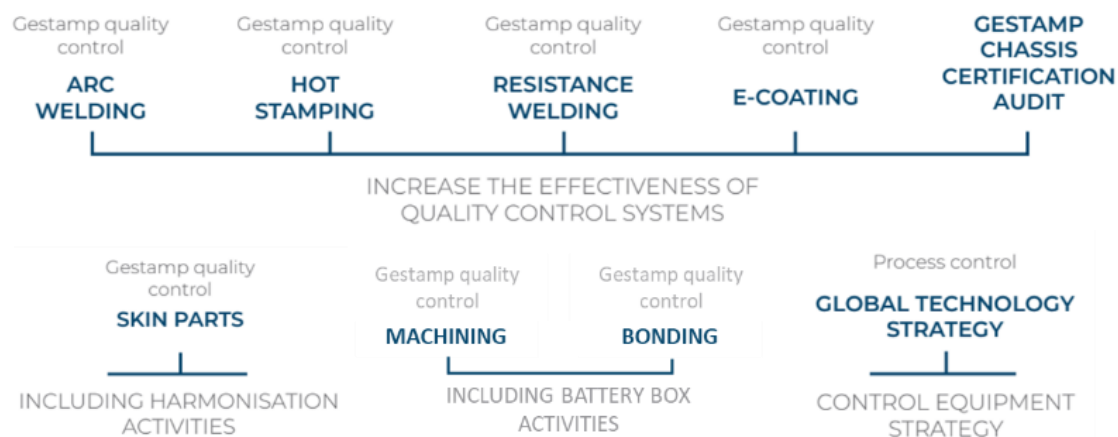 Gestamp quality
control
ARC
WELDING
Gestamp quality
control
HOT
STAMPING
Gestamp quality
control
RESISTANCE
WELDING
Gestamp quality
control
E-COATING
GESTAMP
CHASSIS
CERTIFICATION
AUDIT
INCREASE THE EFFECTIVENESS OF
QUALITY CONTROL SYSTEMS
Gestamp quality
control
SKIN PARTS
INCLUDING HARMONISATION
ACTIVITIES
Gestamp quality
control
MACHINING
Gestamp quality
control
BONDING
INCLUDING BATTERY BOX
ACTIVITIES
Process control
GLOBAL TECHNOLOGY
STRATEGY
CONTROL EQUIPMENT
STRATEGY